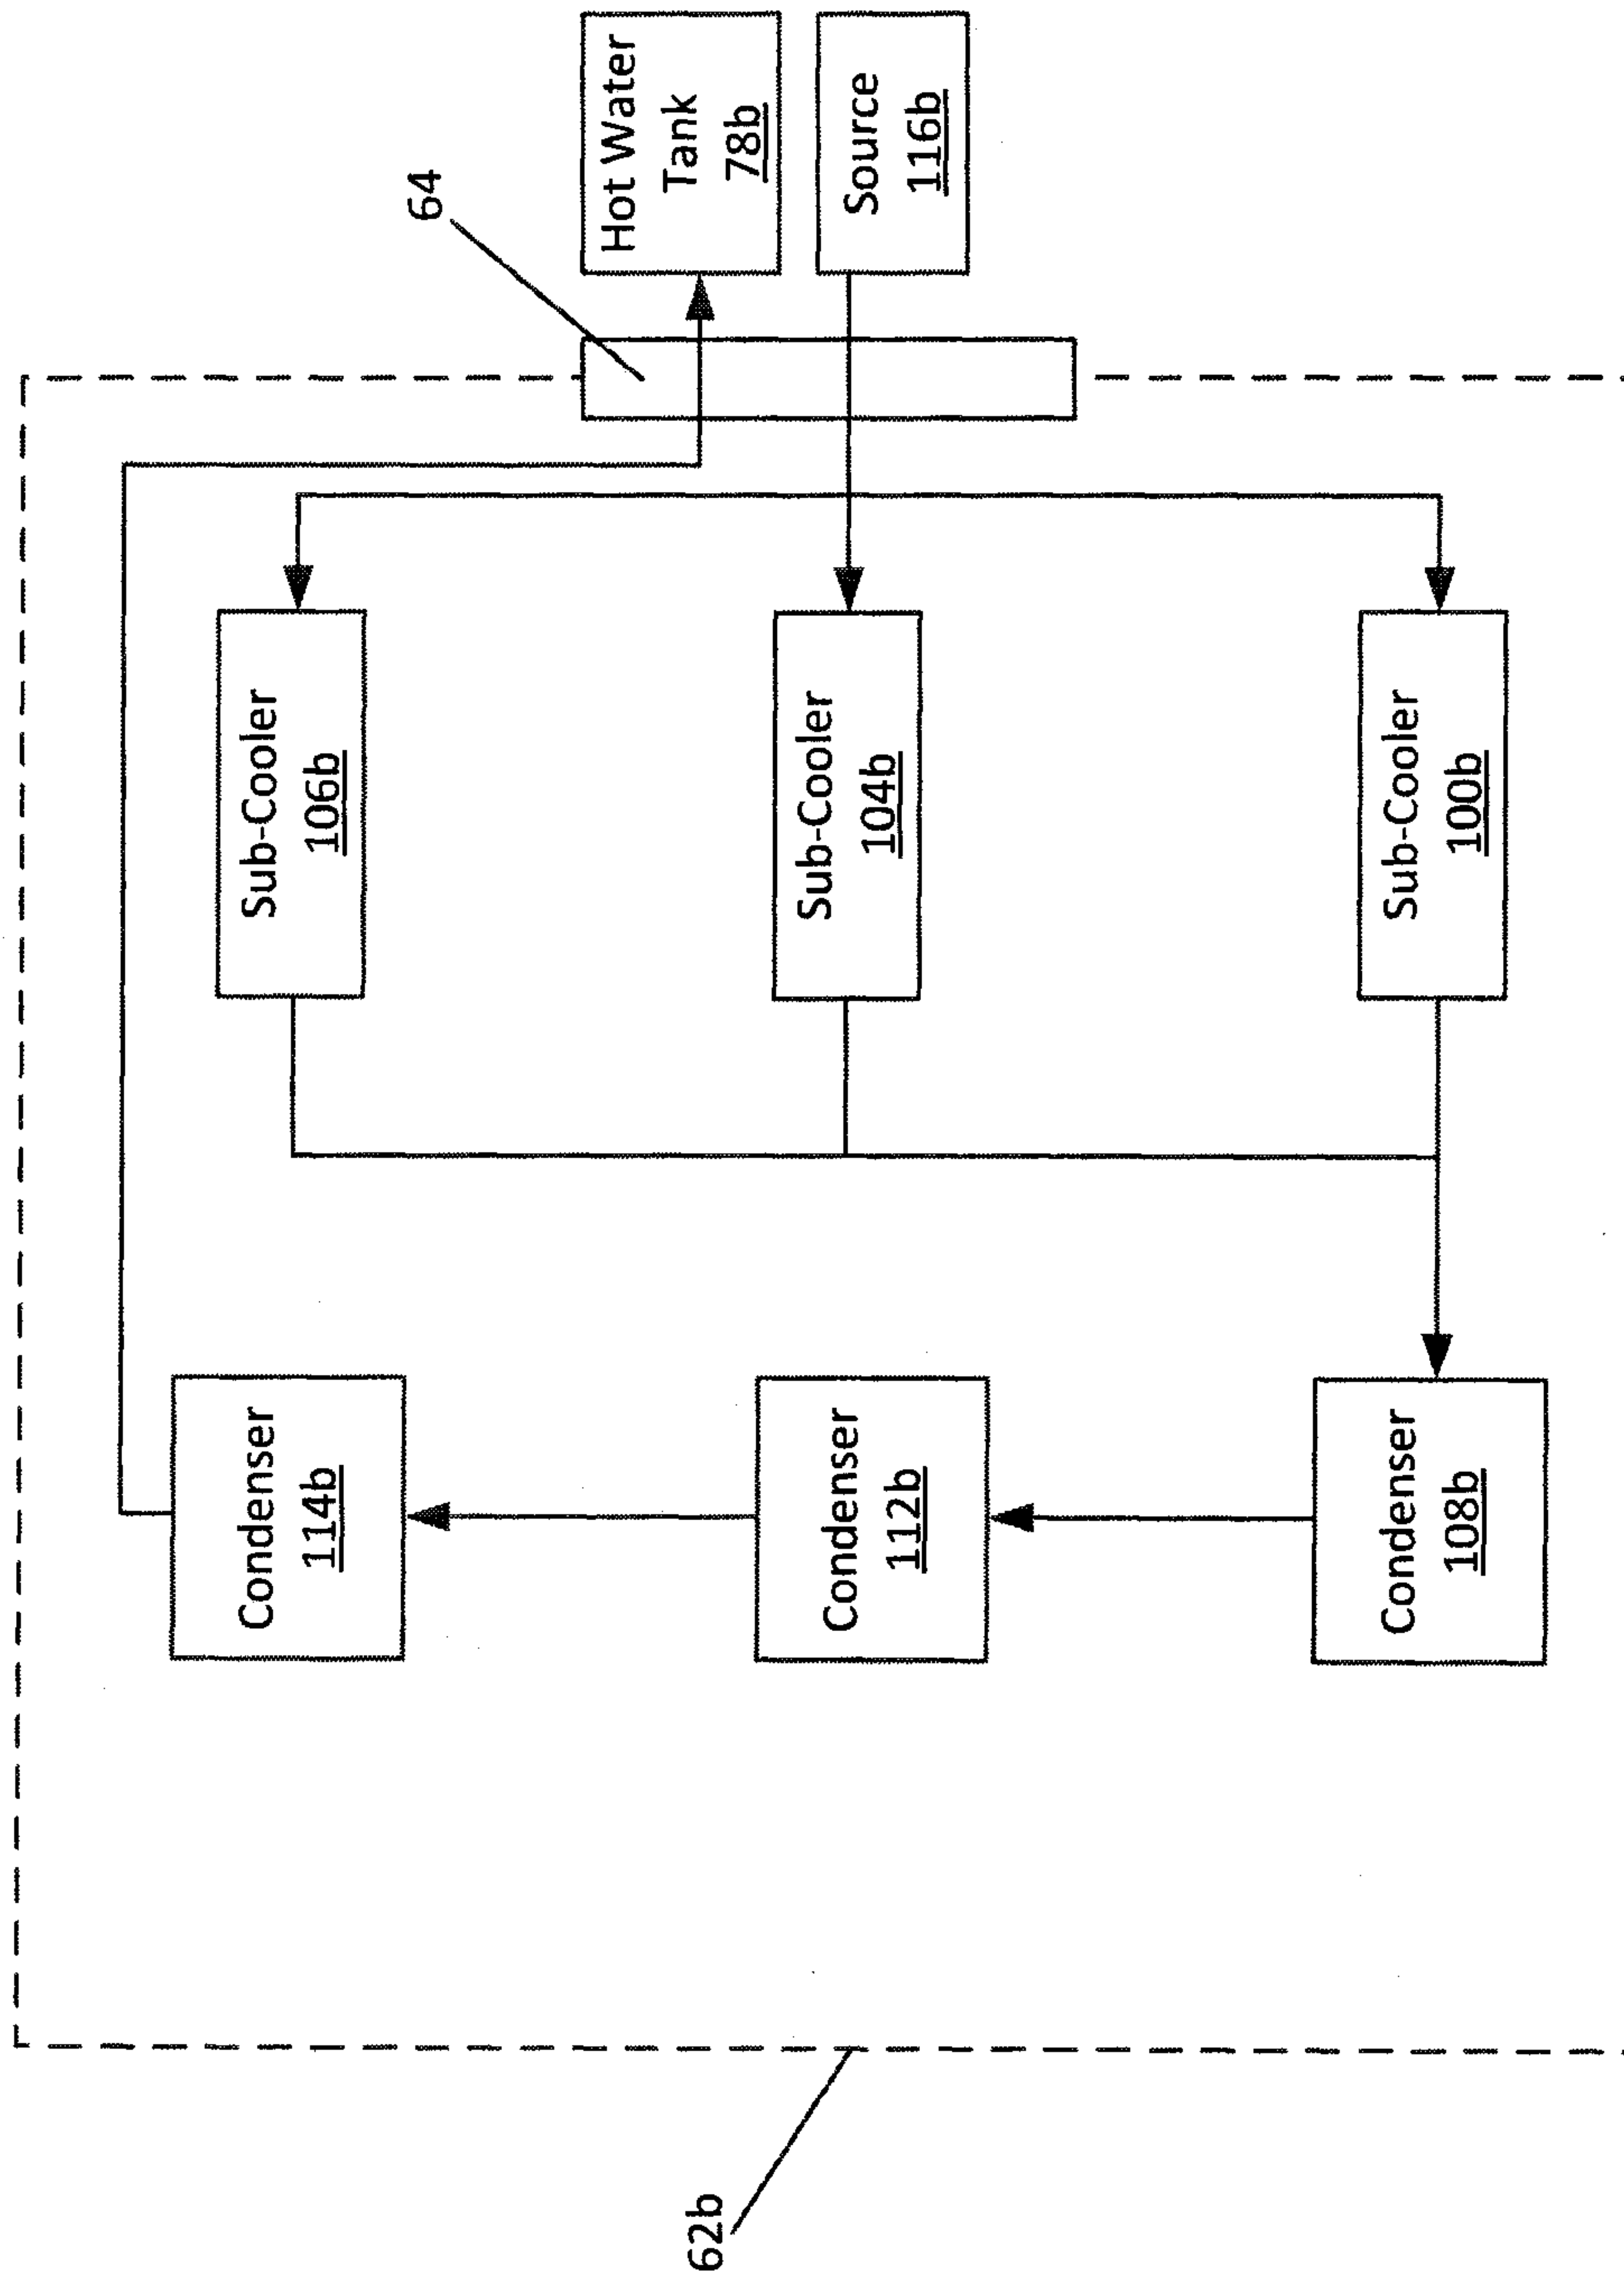 Condenser
114b
Sub-Cooler
106b
64
Hot Water
Tank
78b
62b
Condenser
112b
Sub-Cooler
104b
Source
116b
Condenser
108b
Sub-Cooler
100b